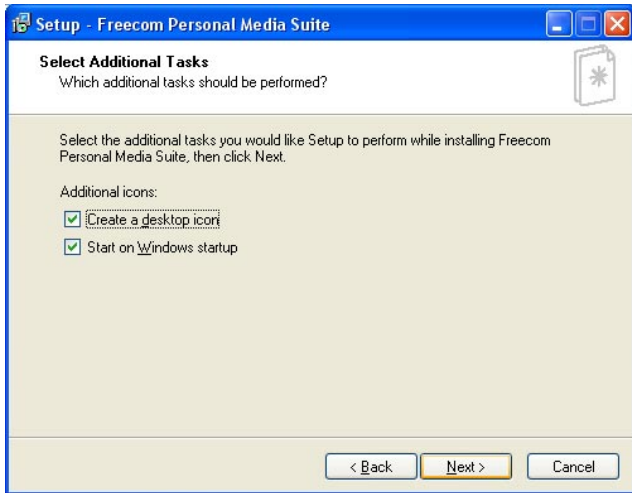 Setup - Freecom Personal Media Suite
Select Additional Tasks
Which additional tasks should be performed?
Select the additional tasks you would like Setup to perform while installing Freecom
Personal Media Suite, then click Next.
Additional icons:
Create a desktop icon
Start on Windows startup
< Back Next > Cancel